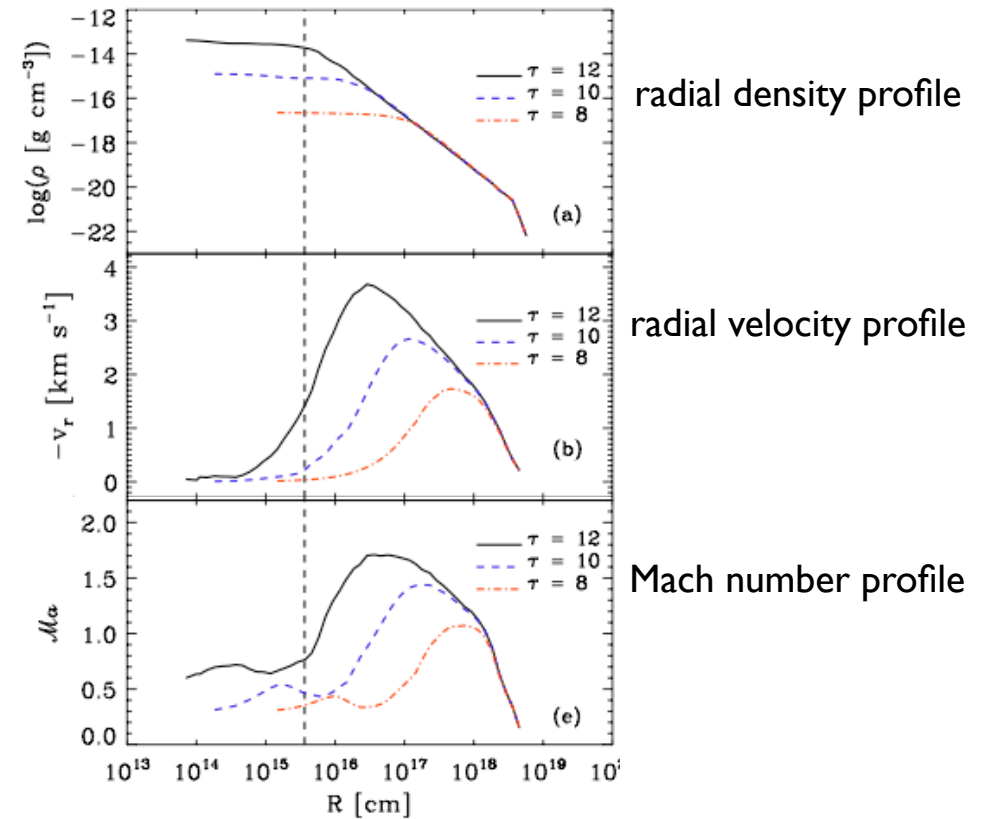 −12
−14
−16
−18
−20
−22
log(ρ [g cm⁻³])
τ = 12
τ = 10
τ = 8
(a)
radial density profile
4
3
2
1
0
−vᵣ [km s⁻¹]
τ = 12
τ = 10
τ = 8
(b)
radial velocity profile
2.0
1.5
1.0
0.5
0.0
ℳa
τ = 12
τ = 10
τ = 8
(e)
Mach number profile
10¹³ 10¹⁴ 10¹⁵ 10¹⁶ 10¹⁷ 10¹⁸ 10¹⁹
R [cm]